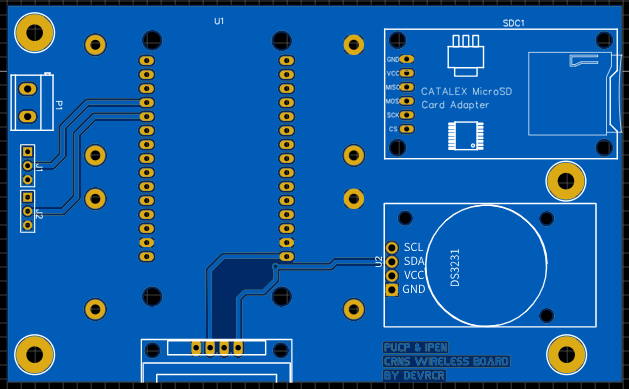 U1
SDC1
GND
VCC
MISO
MOSI
SCK
CS
CATALEX MicroSD
Card Adapter
P1
J1
J2
U2
SCL
SDA
VCC
GND
DS3231
PUCP & IPEN
CRNS WIRELESS BOARD
BY DEVRCR